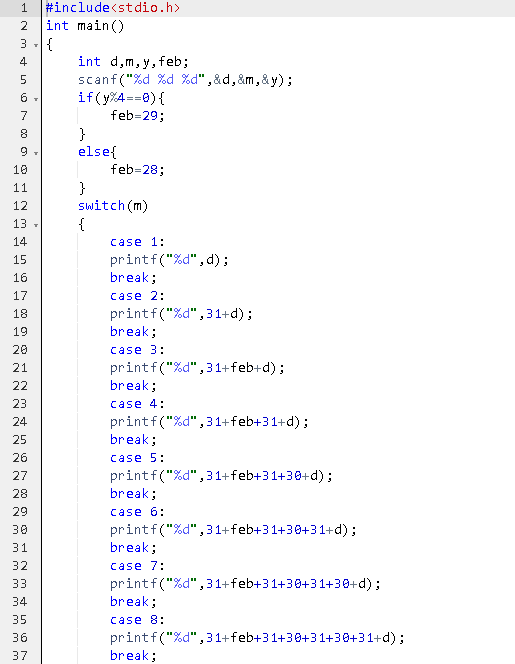 1 #include<stdio.h>
2 int main()
3 {
4 int d,m,y,feb;
5 scanf("%d %d %d",&d,&m,&y);
6 if(y%4==0){
7 feb=29;
8 }
9 else{
10 feb=28;
11 }
12 switch(m)
13 {
14 case 1:
15 printf("%d",d);
16 break;
17 case 2:
18 printf("%d",31+d);
19 break;
20 case 3:
21 printf("%d",31+feb+d);
22 break;
23 case 4:
24 printf("%d",31+feb+31+d);
25 break;
26 case 5:
27 printf("%d",31+feb+31+30+d);
28 break;
29 case 6:
30 printf("%d",31+feb+31+30+31+d);
31 break;
32 case 7:
33 printf("%d",31+feb+31+30+31+30+d);
34 break;
35 case 8:
36 printf("%d",31+feb+31+30+31+30+31+d);
37 break;